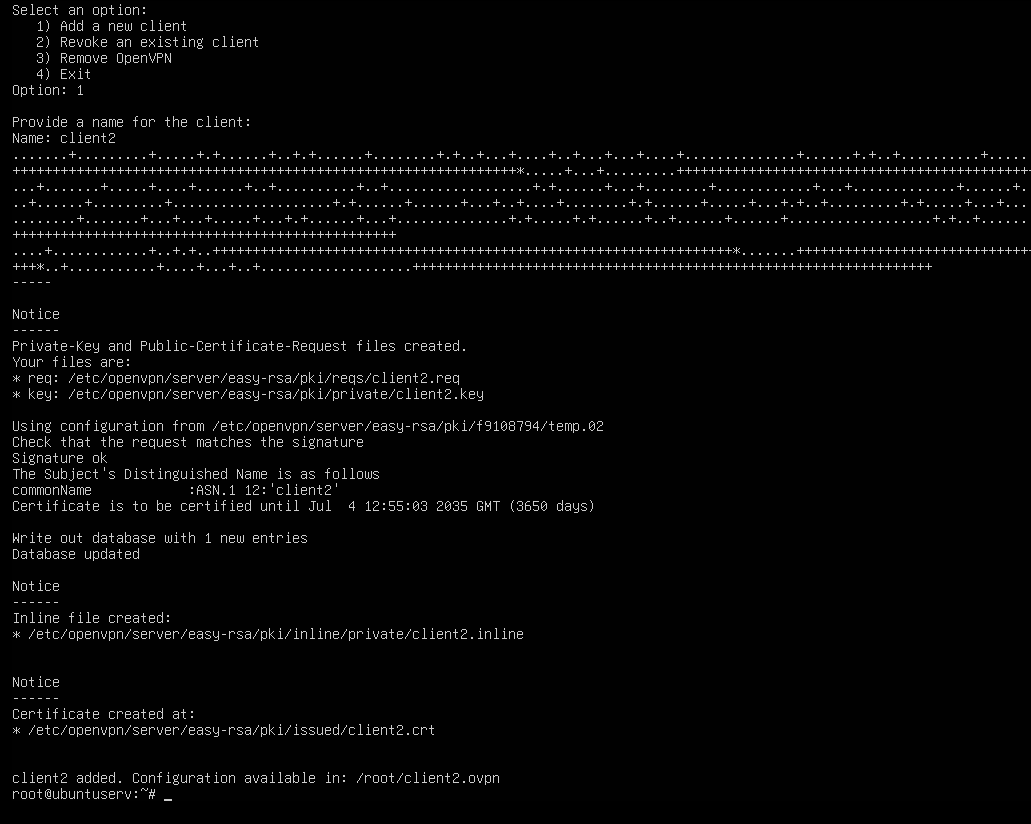 Select an option:
   1) Add a new client
   2) Revoke an existing client
   3) Remove OpenVPN
   4) Exit
Option: 1

Provide a name for the client:
Name: client2
-----

Notice
------
Private-Key and Public-Certificate-Request files created.
Your files are:
* req: /etc/openvpn/server/easy-rsa/pki/reqs/client2.req
* key: /etc/openvpn/server/easy-rsa/pki/private/client2.key

Using configuration from /etc/openvpn/server/easy-rsa/pki/f9108794/temp.02
Check that the request matches the signature
Signature ok
The Subject's Distinguished Name is as follows
commonName            :ASN.1 12:'client2'
Certificate is to be certified until Jul  4 12:55:03 2035 GMT (3650 days)

Write out database with 1 new entries
Database updated

Notice
------
Inline file created:
* /etc/openvpn/server/easy-rsa/pki/inline/private/client2.inline


Notice
------
Certificate created at:
* /etc/openvpn/server/easy-rsa/pki/issued/client2.crt


client2 added. Configuration available in: /root/client2.ovpn
root@ubuntuserv:~# _